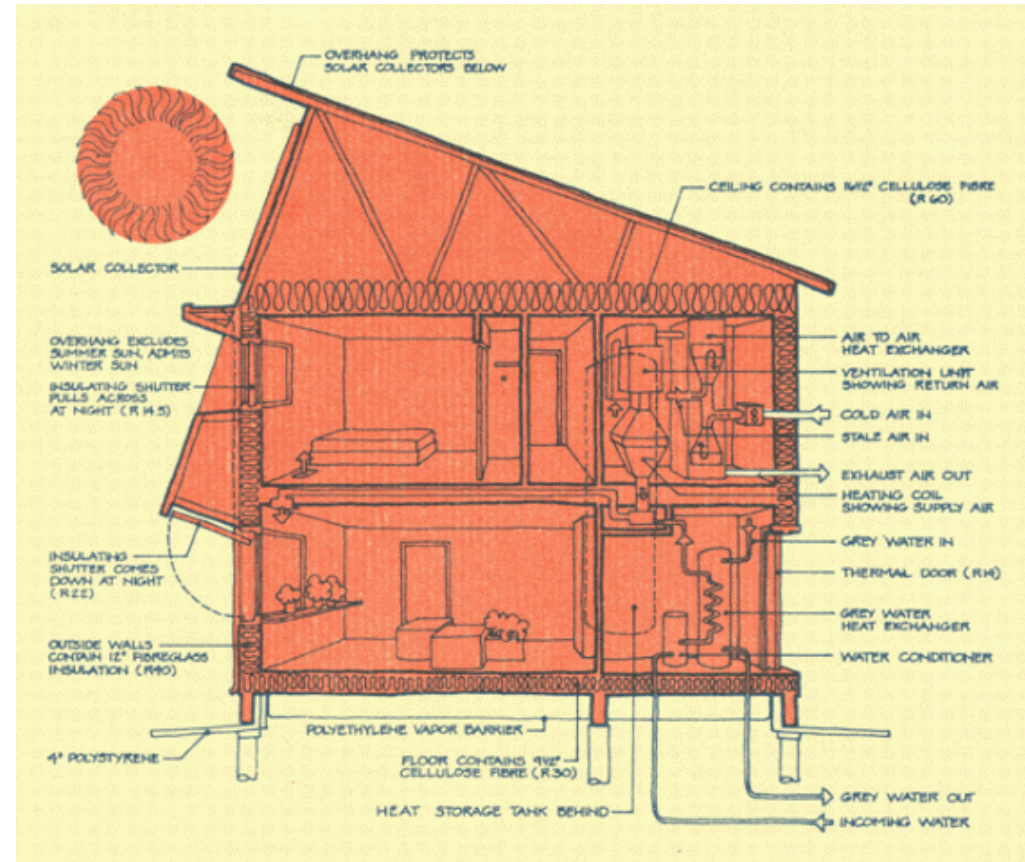 OVERHANG PROTECTS
SOLAR COLLECTORS BELOW
CEILING CONTAINS 16½" CELLULOSE FIBRE
(R 60)
SOLAR COLLECTOR
OVERHANG EXCLUDES
SUMMER SUN, ADMITS
WINTER SUN
INSULATING SHUTTER
PULLS ACROSS
AT NIGHT (R 14.5)
INSULATING
SHUTTER COMES
DOWN AT NIGHT
(R22)
OUTSIDE WALLS
CONTAIN 12" FIBREGLASS
INSULATION (R40)
4" POLYSTYRENE
AIR TO AIR
HEAT EXCHANGER
VENTILATION UNIT
SHOWING RETURN AIR
COLD AIR IN
STALE AIR IN
EXHAUST AIR OUT
HEATING COIL
SHOWING SUPPLY AIR
GREY WATER IN
THERMAL DOOR (R14)
GREY WATER
HEAT EXCHANGER
WATER CONDITIONER
POLYETHYLENE VAPOR BARRIER
FLOOR CONTAINS 9½"
CELLULOSE FIBRE (R30)
HEAT STORAGE TANK BEHIND
GREY WATER OUT
INCOMING WATER